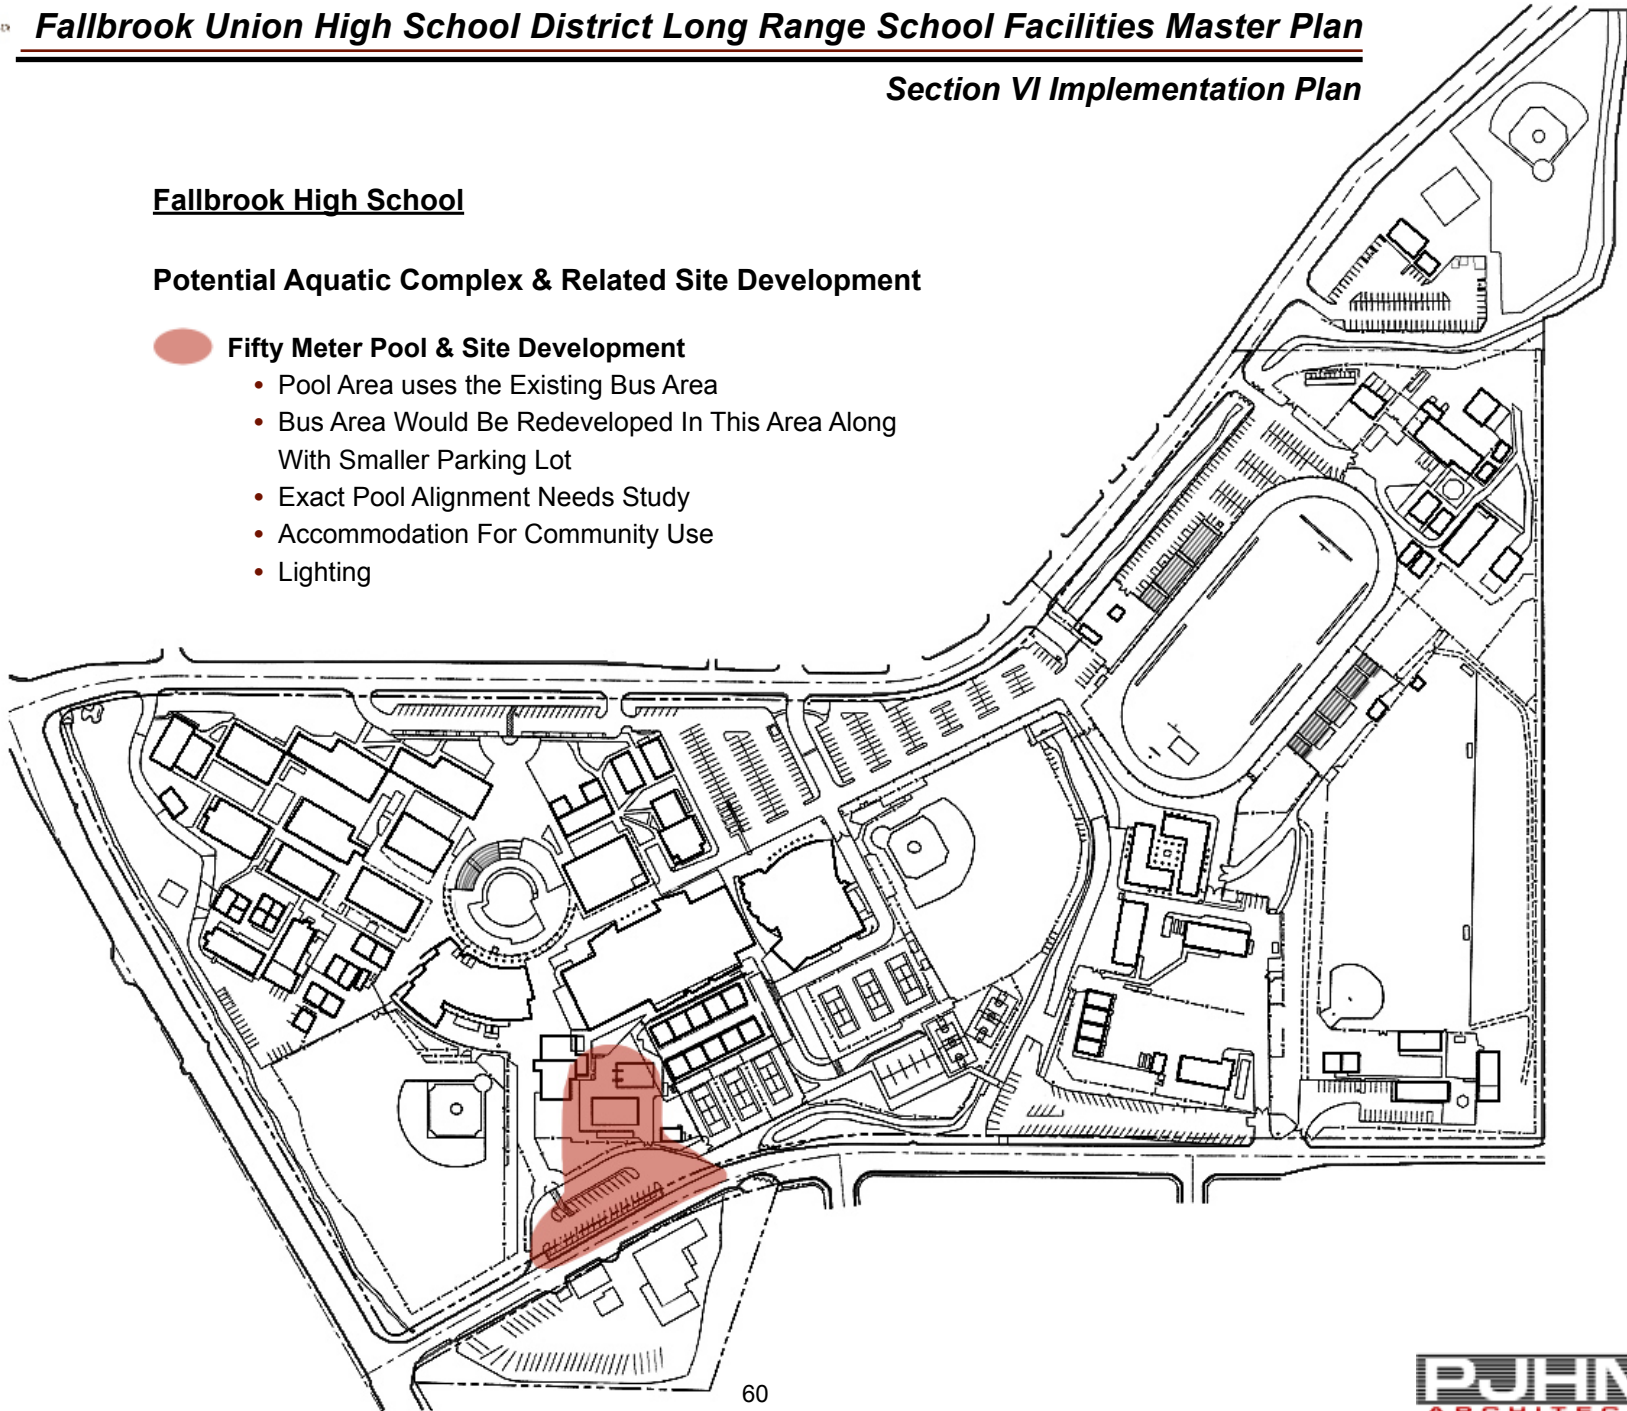 Fallbrook Union High School District Long Range School Facilities Master Plan
Section VI Implementation Plan
Fallbrook High School
Potential Aquatic Complex & Related Site Development
Fifty Meter Pool & Site Development
• Pool Area uses the Existing Bus Area
• Bus Area Would Be Redeveloped In This Area Along
With Smaller Parking Lot
• Exact Pool Alignment Needs Study
• Accommodation For Community Use
• Lighting
60
PJHM